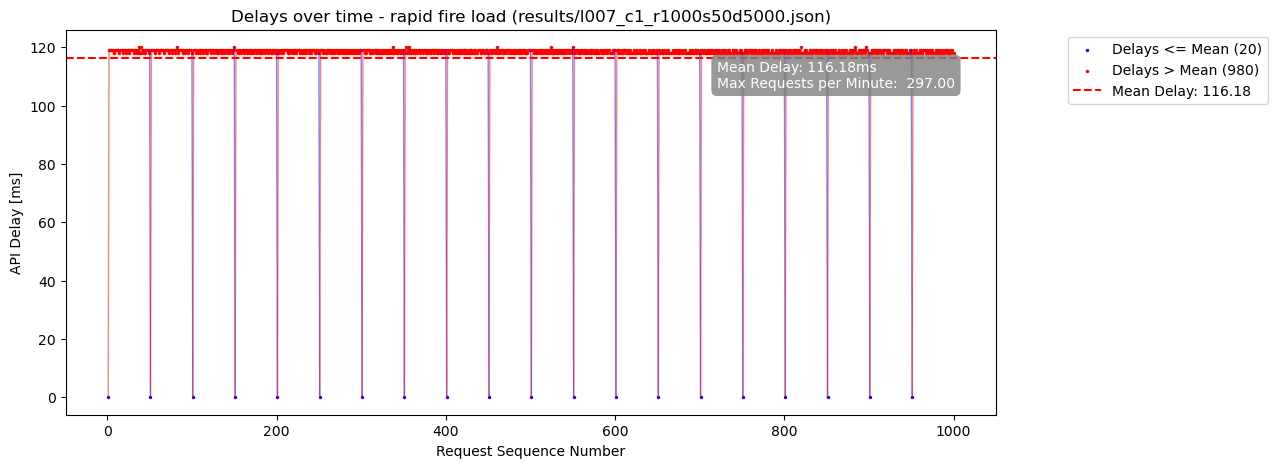 Delays over time - rapid fire load (results/l007_c1_r1000s50d5000.json)
API Delay [ms]
120
100
80
60
40
20
0
Mean Delay: 116.18ms
Max Requests per Minute:  297.00
Delays <= Mean (20)
Delays > Mean (980)
Mean Delay: 116.18
0
200
400
600
800
1000
Request Sequence Number